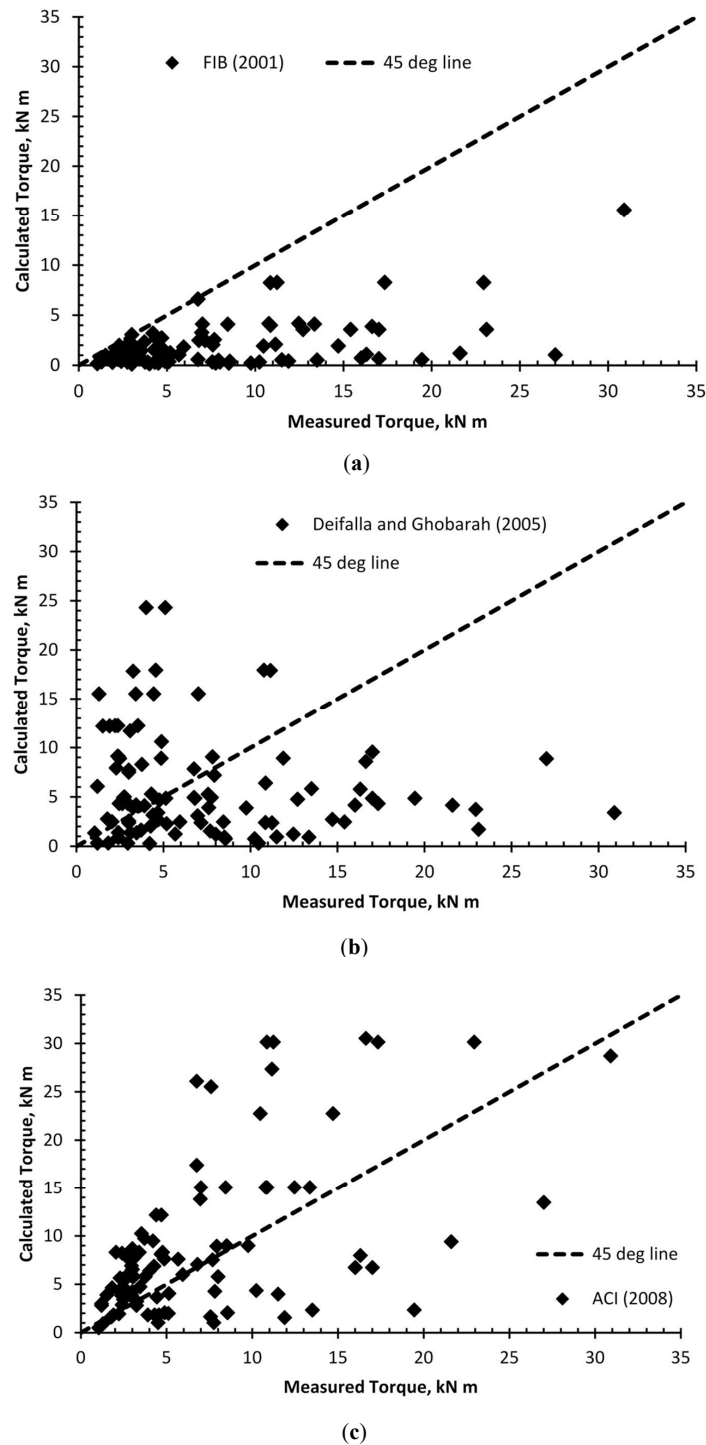 35
30
25
20
15
10
5
0
Calculated Torque, kN m
FIB (2001)
45 deg line
0 5 10 15 20 25 30 35
Measured Torque, kN m
(a)
35
30
25
20
15
10
5
0
Calculated Torque, kN m
Deifalla and Ghobarah (2005)
45 deg line
0 5 10 15 20 25 30 35
Measured Torque, kN m
(b)
35
30
25
20
15
10
5
0
Calculated Torque, kN m
45 deg line
ACI (2008)
0 5 10 15 20 25 30 35
Measured Torque, kN m
(c)